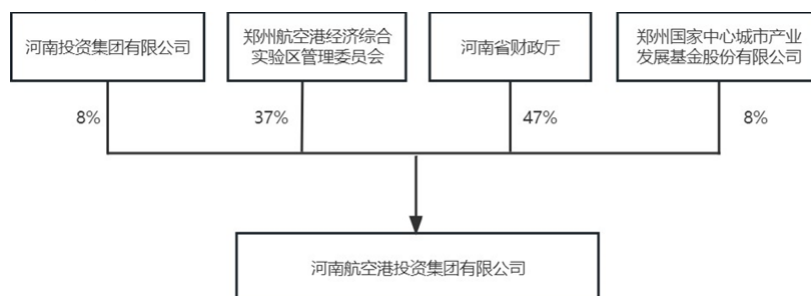 河南投资集团有限公司
郑州航空港经济综合
实验区管理委员会
河南省财政厅
郑州国家中心城市产业
发展基金股份有限公司
8%
37%
47%
8%
河南航空港投资集团有限公司